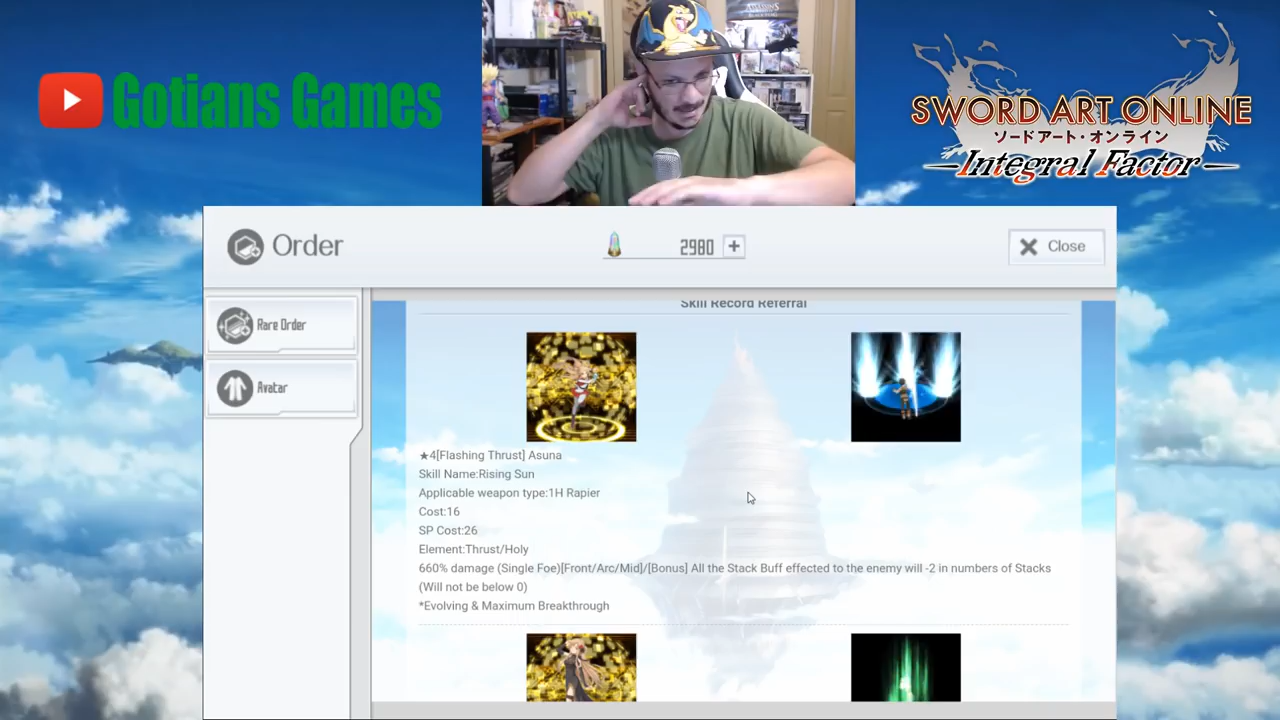 Gotians Games
SWORD ART ONLINE
ソードアート・オンライン
Integral Factor
Order
2980
Close
Rare Order
Avatar
Skill Record Referral
★4[Flashing Thrust] Asuna
Skill Name:Rising Sun
Applicable weapon type:1H Rapier
Cost:16
SP Cost:26
Element:Thrust/Holy
660% damage (Single Foe)[Front/Arc/Mid]/[Bonus] All the Stack Buff effected to the enemy will -2 in numbers of Stacks
(Will not be below 0)
*Evolving & Maximum Breakthrough